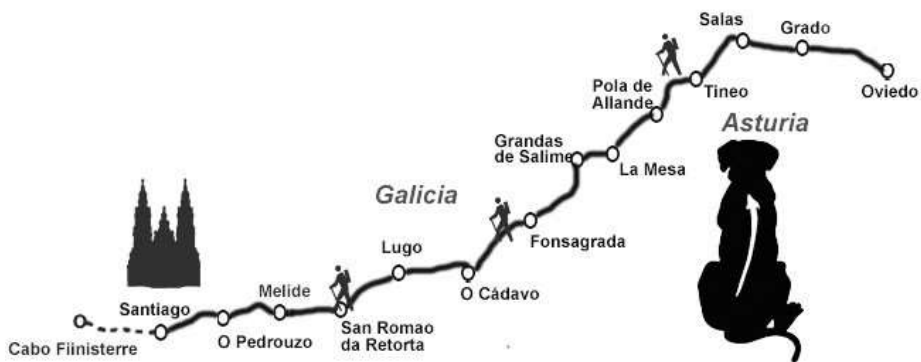 Salas
Grado
Oviedo
Tineo
Pola de
Allande
Asturia
Grandas
de Salime
La Mesa
Galicia
Fonsagrada
Lugo
O Cádavo
Melide
San Romao
da Retorta
Santiago
O Pedrouzo
Cabo Fiinisterre